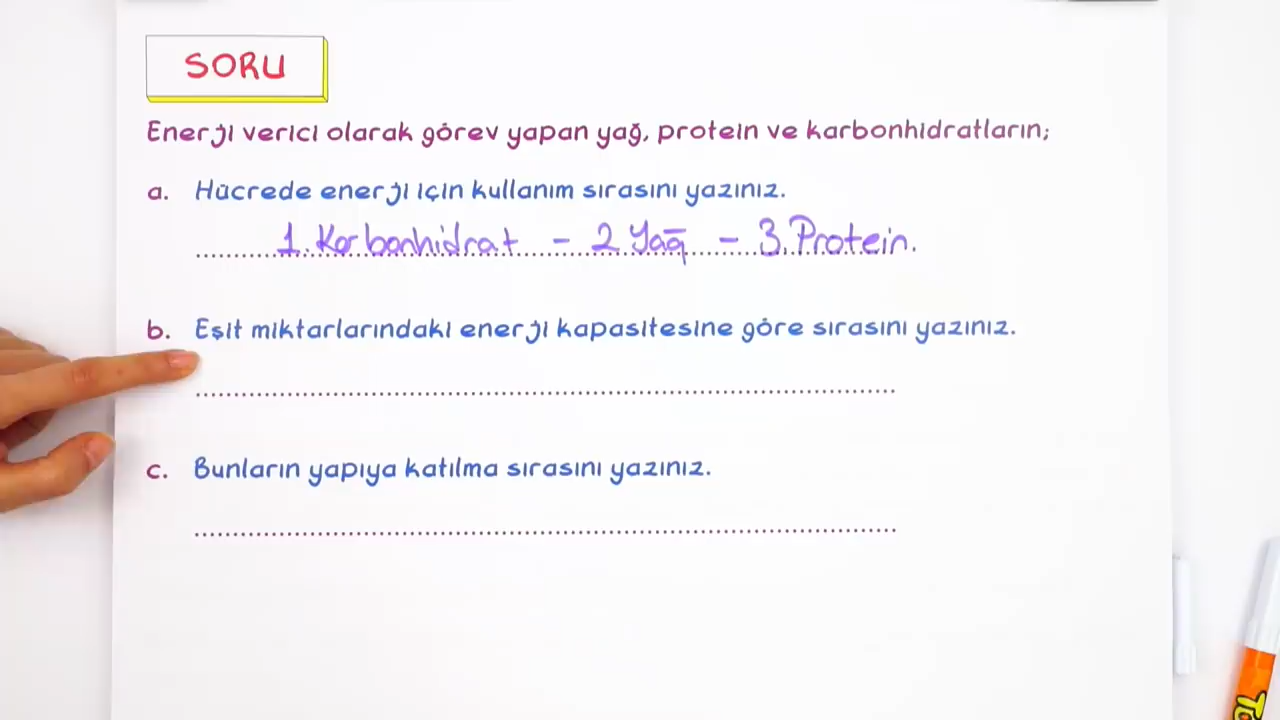 SORU
Enerji verici olarak görev yapan yağ, protein ve karbonhidratların;
a. Hücrede enerji için kullanım sırasını yazınız.
1. Karbonhidrat - 2 Yağ - 3. Protein.
b. Eşit miktarlarındaki enerji kapasitesine göre sırasını yazınız.
c. Bunların yapıya katılma sırasını yazınız.